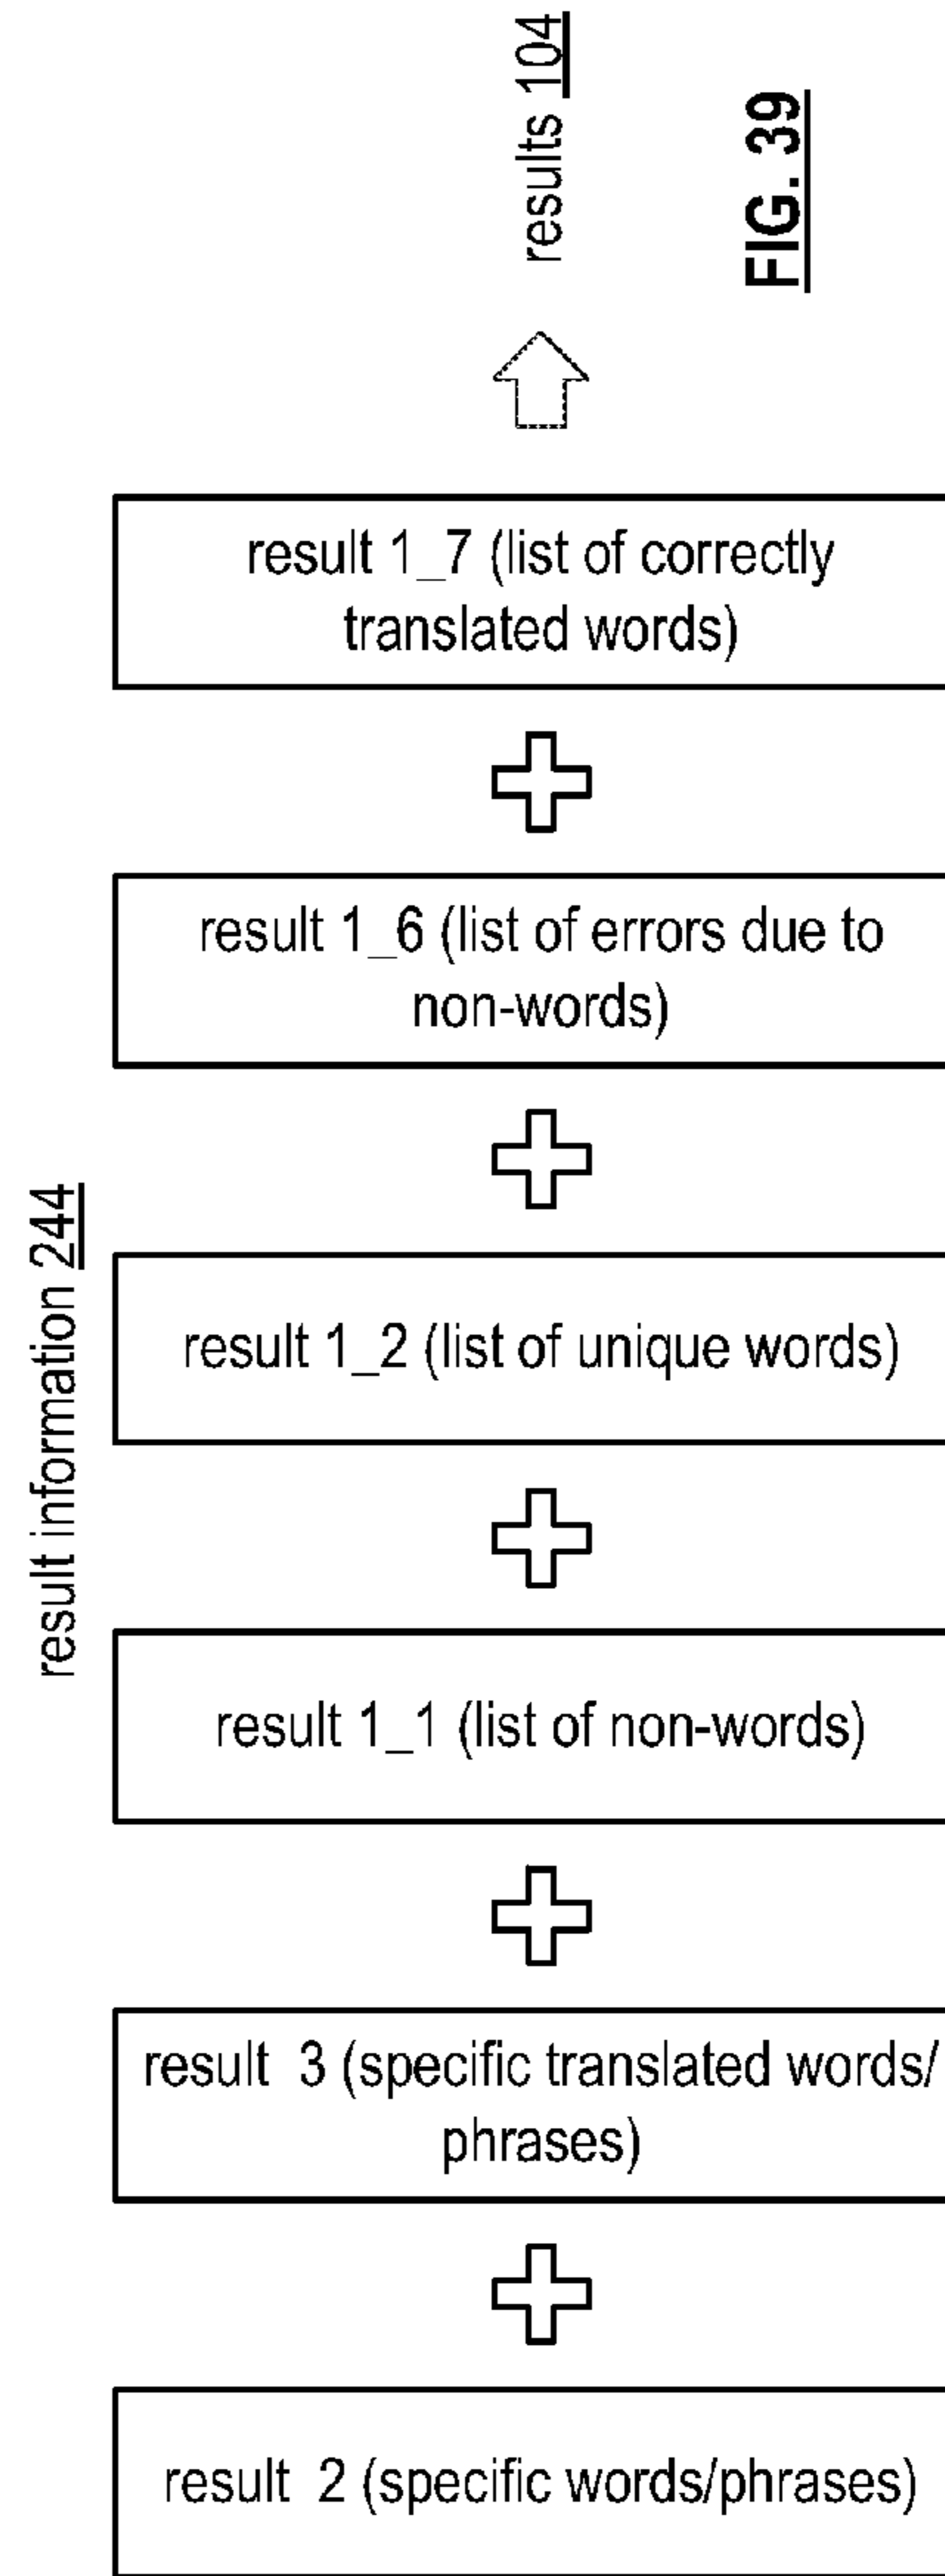 result information 244
result 1_7 (list of correctly
translated words)
result 1_6 (list of errors due to
non-words)
result 1_2 (list of unique words)
result 1_1 (list of non-words)
result 3 (specific translated words/
phrases)
result 2 (specific words/phrases)
results 104
FIG. 39